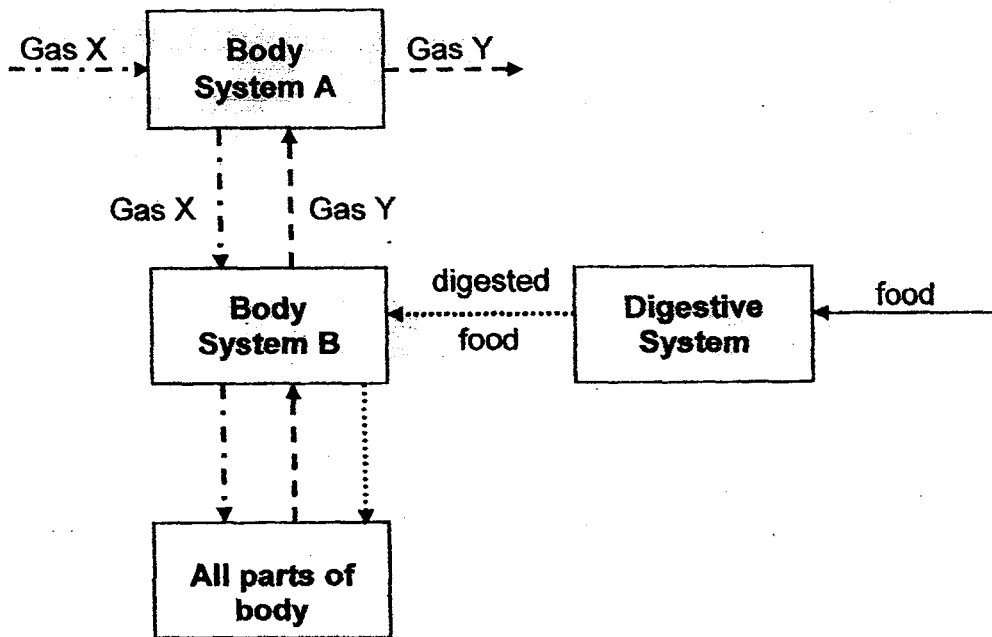 Gas X
Body
System A
Gas Y
Gas X
Gas Y
Body
System B
digested
food
Digestive
System
food
All parts of
body